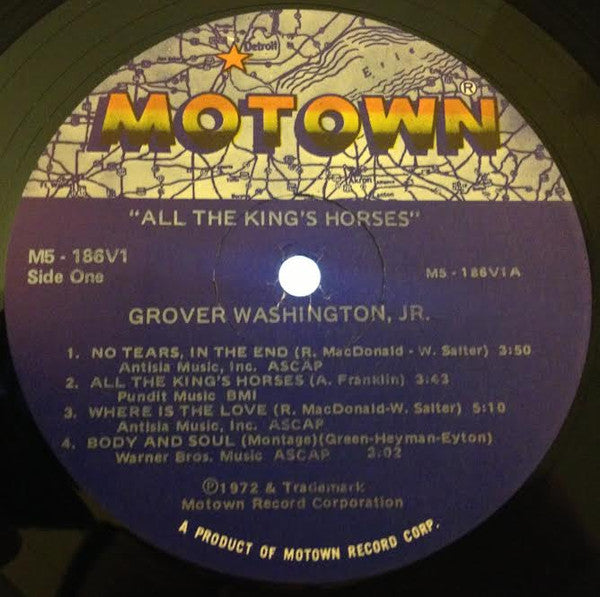 Detroit
Erie
MOTOWN®
Akron
Canton
"ALL THE KING'S HORSES"
M5 - 186V1
Side One
M5 - 186V1A
GROVER WASHINGTON, JR.
1. NO TEARS, IN THE END (R. MacDonald - W. Salter) 3:50
Antisia Music, Inc. ASCAP
2. ALL THE KING'S HORSES (A. Franklin) 3:43
Pundit Music BMI
3. WHERE IS THE LOVE (R. MacDonald-W. Salter) 5:10
Antisia Music, Inc. ASCAP
4. BODY AND SOUL (Montage)(Green-Heyman-Eyton)
Warner Bros. Music ASCAP 3:02
Ⓟ1972 & Trademark
Motown Record Corporation
A PRODUCT OF MOTOWN RECORD CORP.